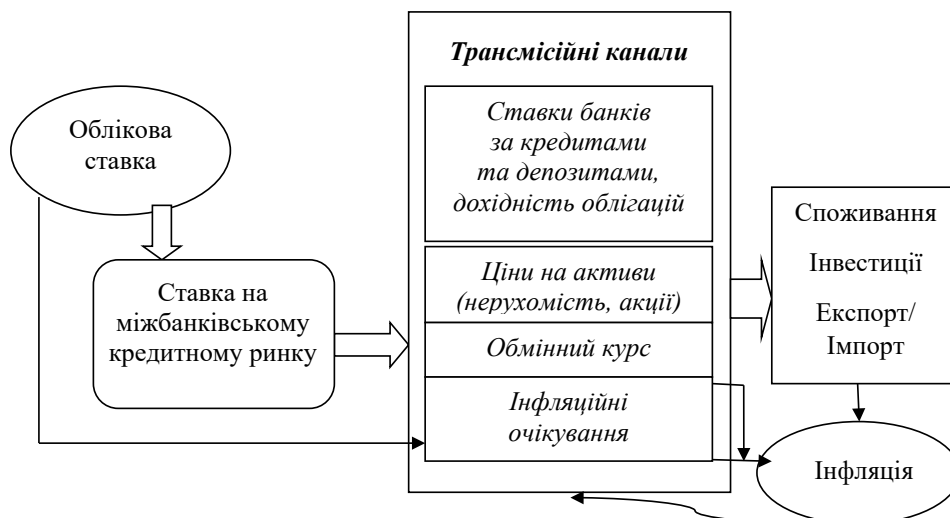 Трансмісійні канали
Облікова
ставка
Ставка на
міжбанківському
кредитному ринку
Ставки банків
за кредитами
та депозитами,
дохідність облігацій
Ціни на активи
(нерухомість, акції)
Обмінний курс
Інфляційні
очікування
Споживання
Інвестиції
Експорт/
Імпорт
Інфляція